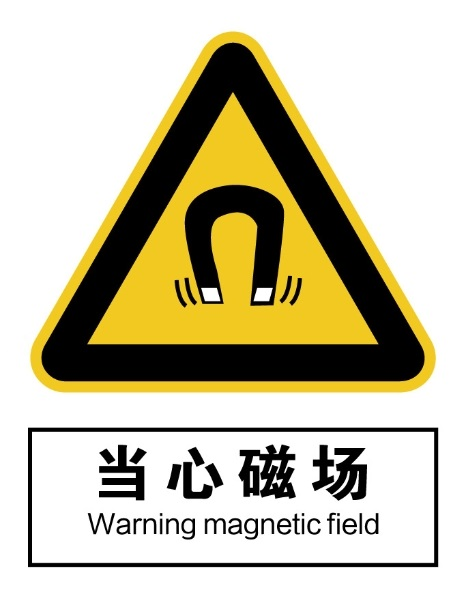 当心磁场
Warning magnetic field